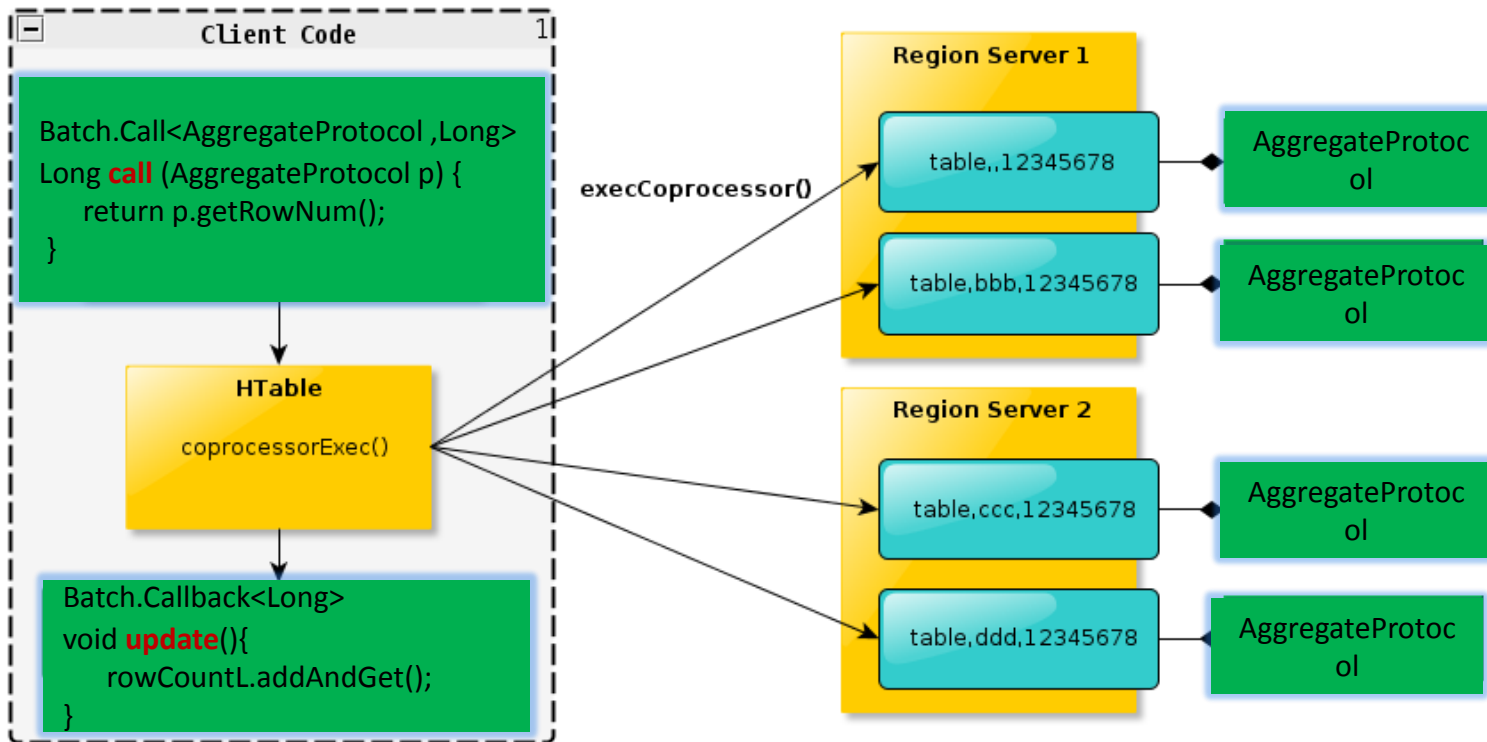 Client Code
1
Batch.Call<AggregateProtocol ,Long>
Long call (AggregateProtocol p) {
return p.getRowNum();
}
HTable
coprocessorExec()
Batch.Callback<Long>
void update(){
rowCountL.addAndGet();
}
execCoprocessor()
Region Server 1
table,,12345678
AggregateProtoc
ol
table,bbb,12345678
AggregateProtoc
ol
Region Server 2
table,ccc,12345678
AggregateProtoc
ol
table,ddd,12345678
AggregateProtoc
ol